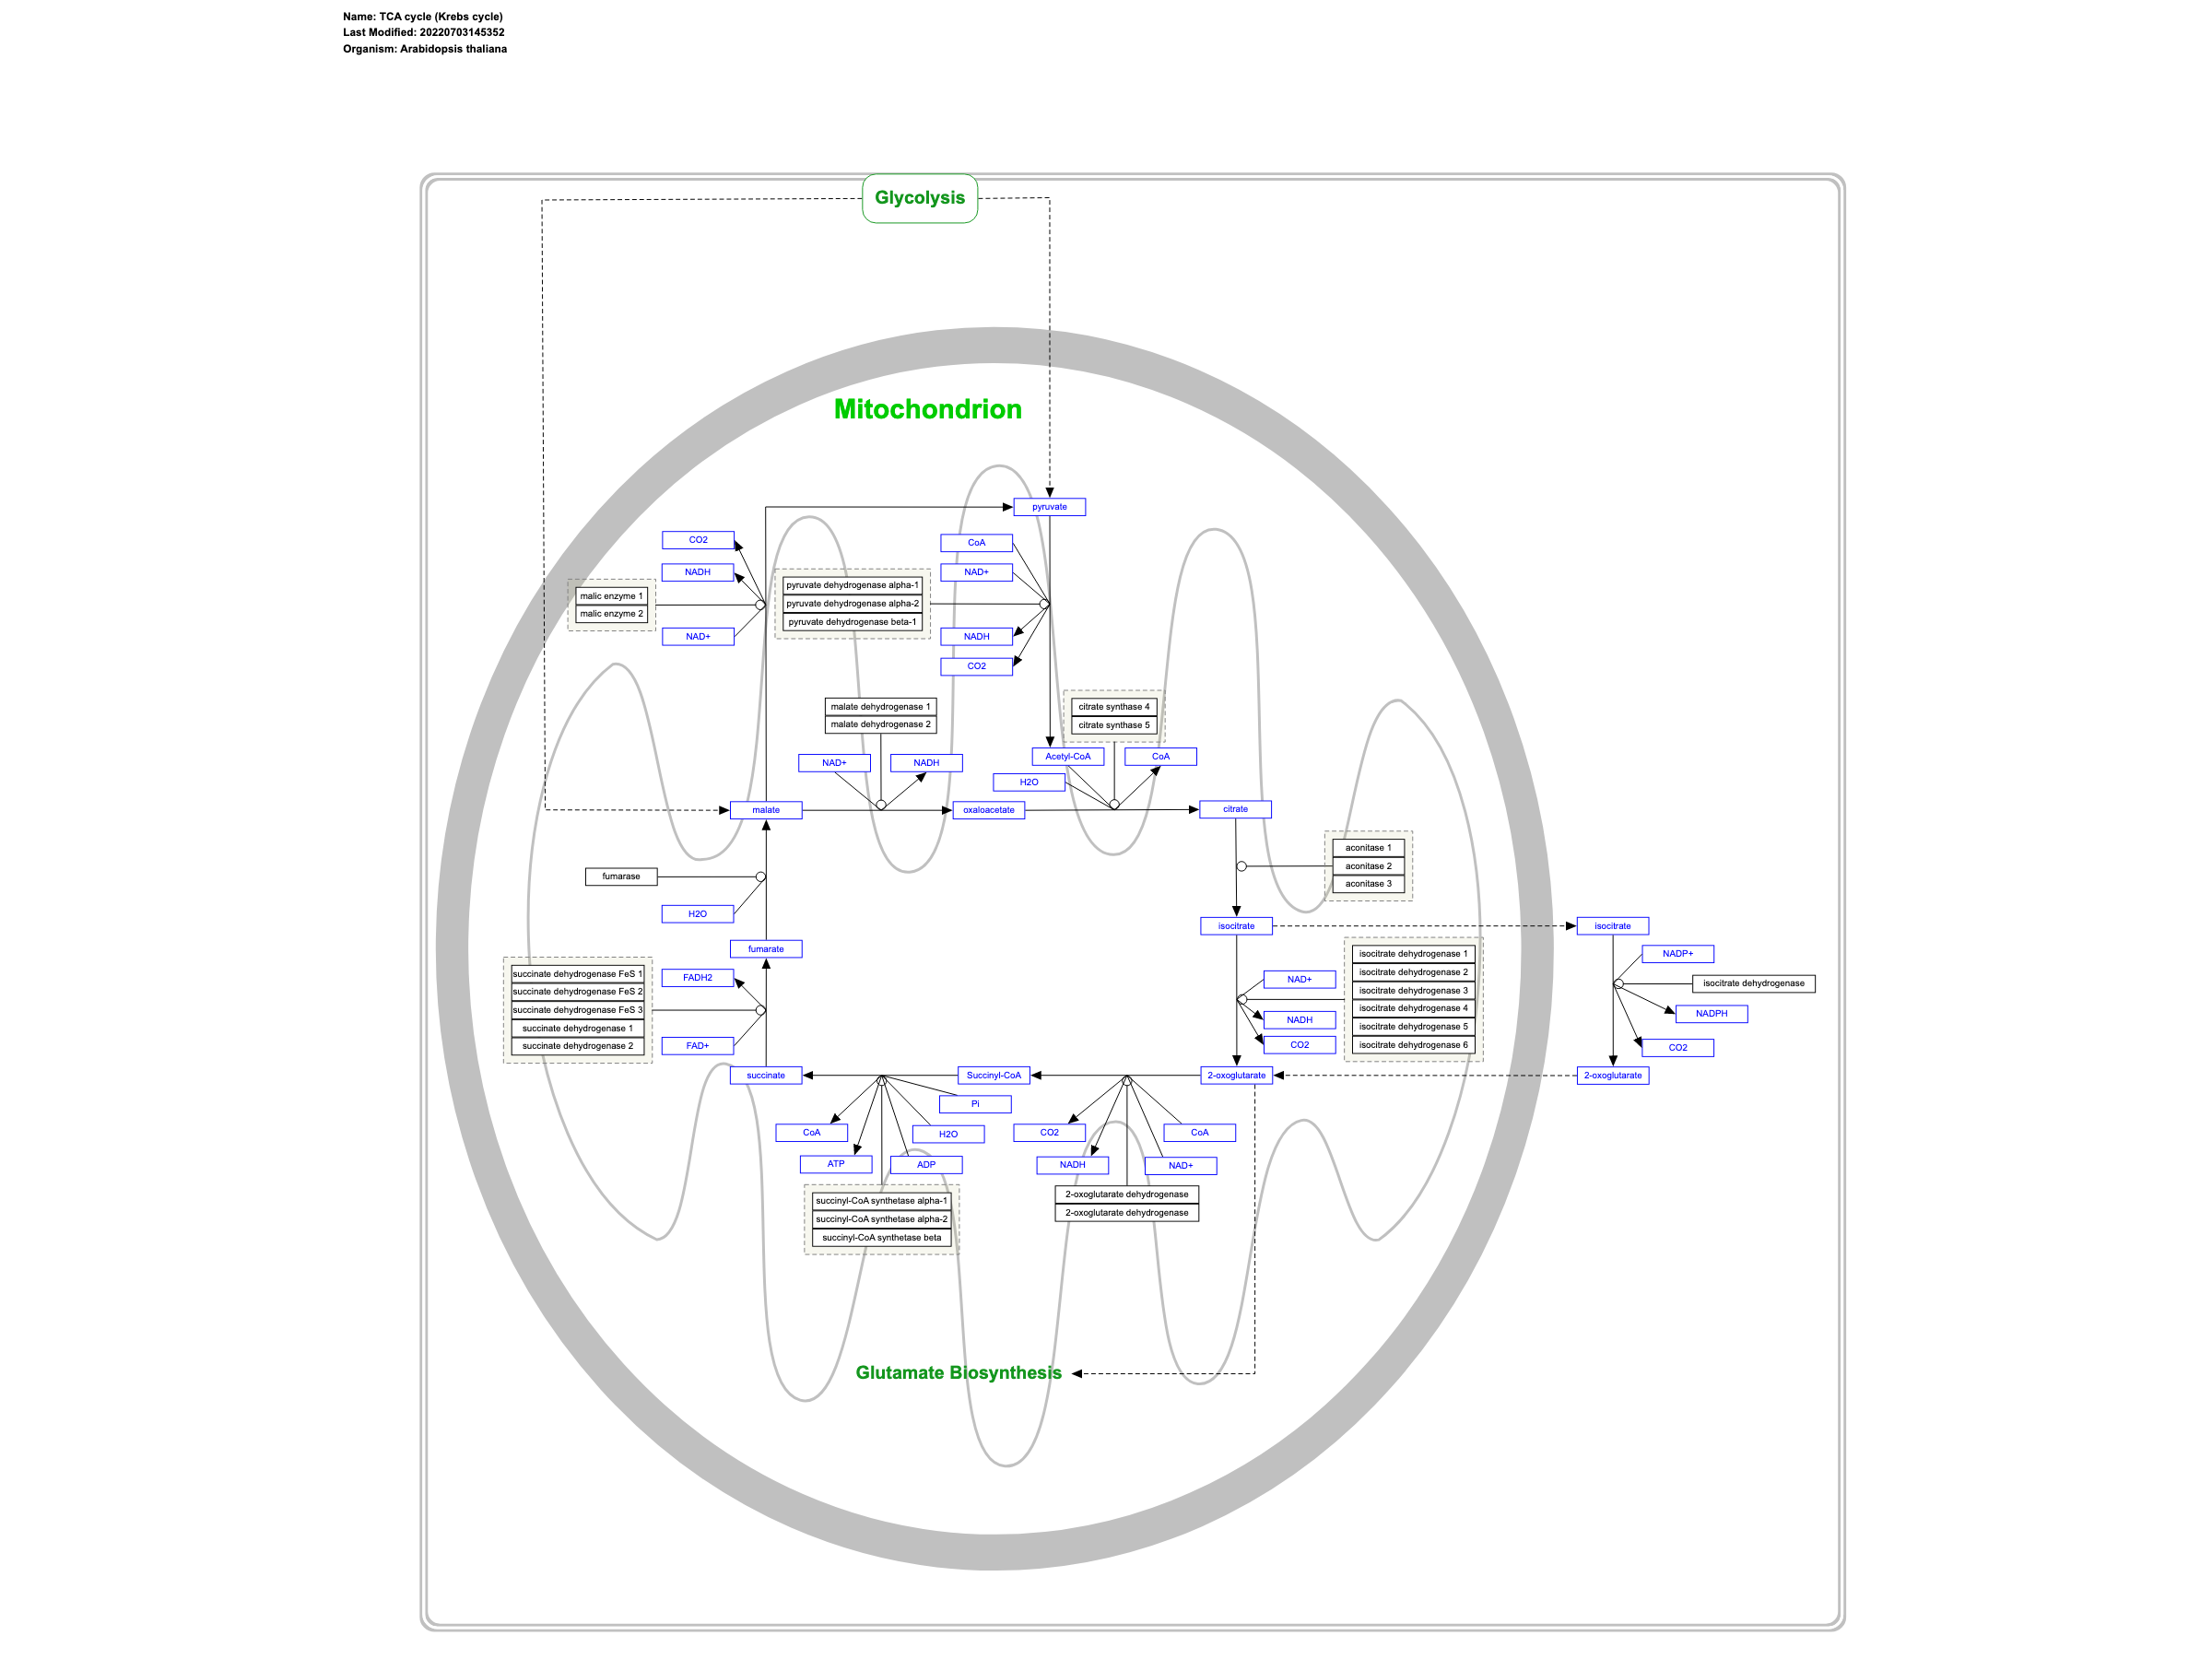 Name: TCA cycle (Krebs cycle)
Last Modified: 20220703145352
Organism: Arabidopsis thaliana
Glycolysis
Mitochondrion
pyruvate
CO2
CoA
NADH
NAD+
malic enzyme 1
malic enzyme 2
pyruvate dehydrogenase alpha-1
pyruvate dehydrogenase alpha-2
pyruvate dehydrogenase beta-1
NAD+
NADH
CO2
malate dehydrogenase 1
malate dehydrogenase 2
citrate synthase 4
citrate synthase 5
NAD+
NADH
Acetyl-CoA
CoA
H2O
malate
oxaloacetate
citrate
aconitase 1
aconitase 2
aconitase 3
fumarase
H2O
isocitrate
isocitrate
fumarate
succinate dehydrogenase FeS 1
succinate dehydrogenase FeS 2
succinate dehydrogenase FeS 3
succinate dehydrogenase 1
succinate dehydrogenase 2
FADH2
FAD+
NAD+
NADH
CO2
isocitrate dehydrogenase 1
isocitrate dehydrogenase 2
isocitrate dehydrogenase 3
isocitrate dehydrogenase 4
isocitrate dehydrogenase 5
isocitrate dehydrogenase 6
NADP+
isocitrate dehydrogenase
NADPH
CO2
succinate
Succinyl-CoA
2-oxoglutarate
2-oxoglutarate
Pi
CoA
H2O
ATP
ADP
CO2
CoA
NADH
NAD+
succinyl-CoA synthetase alpha-1
succinyl-CoA synthetase alpha-2
succinyl-CoA synthetase beta
2-oxoglutarate dehydrogenase
2-oxoglutarate dehydrogenase
Glutamate Biosynthesis